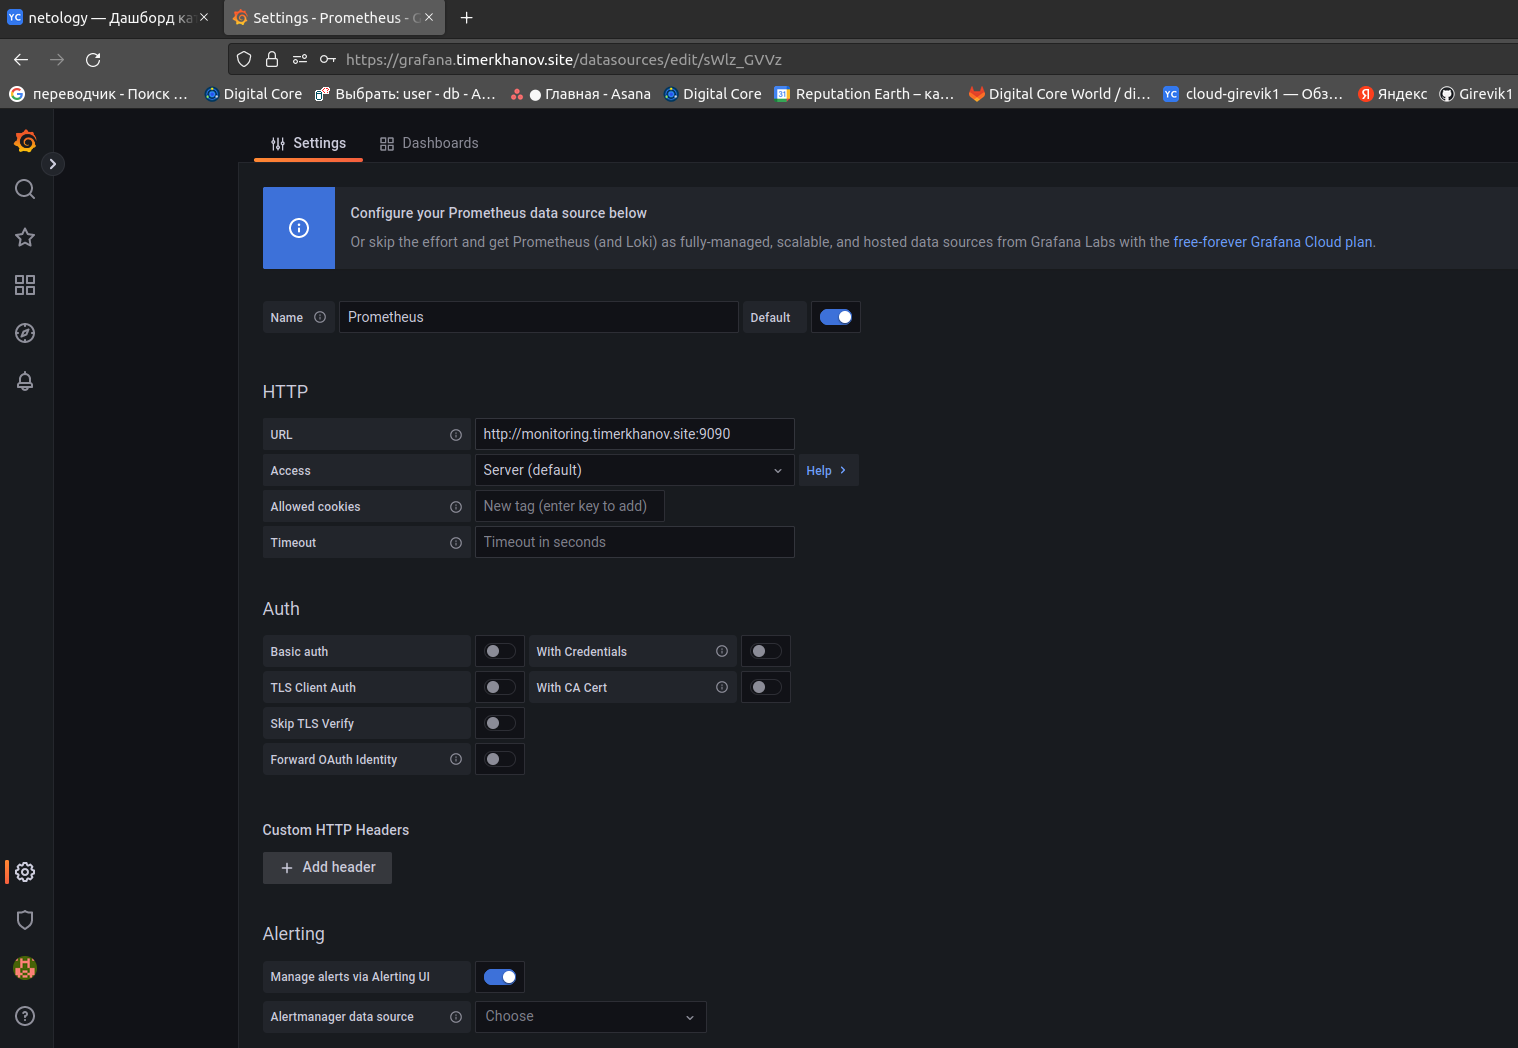 netology — Дашборд ка
Settings - Prometheus - G
https://grafana.timerkhanov.site/datasources/edit/sWlz_GVVz
переводчик - Поиск …
Digital Core
Выбрать: user - db - A…
Главная - Asana
Digital Core
Reputation Earth – ка…
Digital Core World / di…
cloud-girevik1 — Обз…
Яндекс
Girevik1
Settings
Dashboards
Configure your Prometheus data source below
Or skip the effort and get Prometheus (and Loki) as fully-managed, scalable, and hosted data sources from Grafana Labs with the free-forever Grafana Cloud plan.
Name
Prometheus
Default
HTTP
URL
http://monitoring.timerkhanov.site:9090
Access
Server (default)
Help
Allowed cookies
New tag (enter key to add)
Timeout
Timeout in seconds
Auth
Basic auth
With Credentials
TLS Client Auth
With CA Cert
Skip TLS Verify
Forward OAuth Identity
Custom HTTP Headers
Add header
Alerting
Manage alerts via Alerting UI
Alertmanager data source
Choose